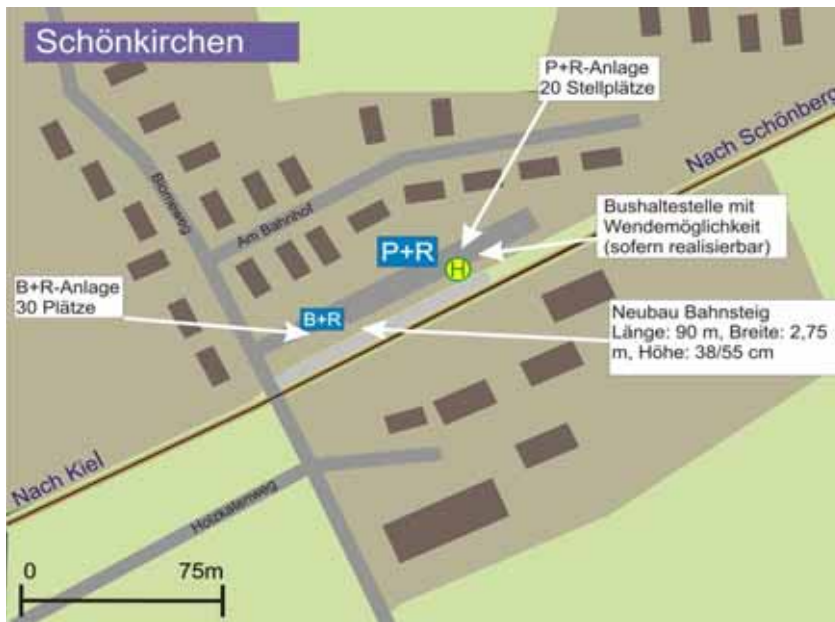 Schönkirchen
P+R-Anlage
20 Stellplätze
Nach Schönberg
Blomeweg
Am Bahnhof
Bushaltestelle mit
Wendemöglichkeit
(sofern realisierbar)
P+R
H
B+R-Anlage
30 Plätze
B+R
Neubau Bahnsteig
Länge: 90 m, Breite: 2,75
m, Höhe: 38/55 cm
Nach Kiel
Holzkatenweg
0 75m